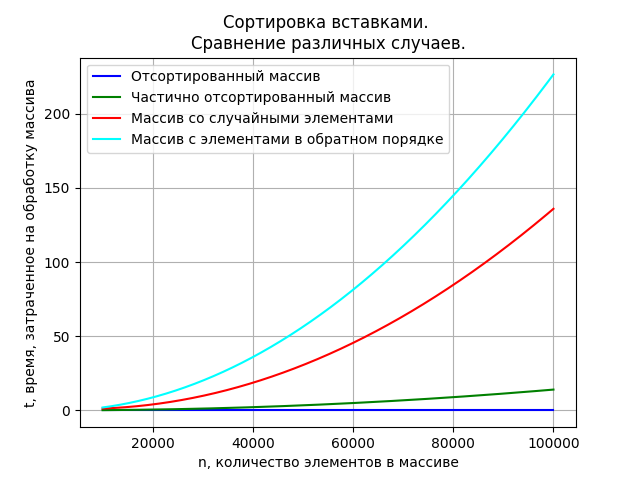 Сортировка вставками.
Сравнение различных случаев.
Отсортированный массив
Частично отсортированный массив
Массив со случайными элементами
Массив с элементами в обратном порядке
t, время, затраченное на обработку массива
200
150
100
50
0
20000 40000 60000 80000 100000
n, количество элементов в массиве